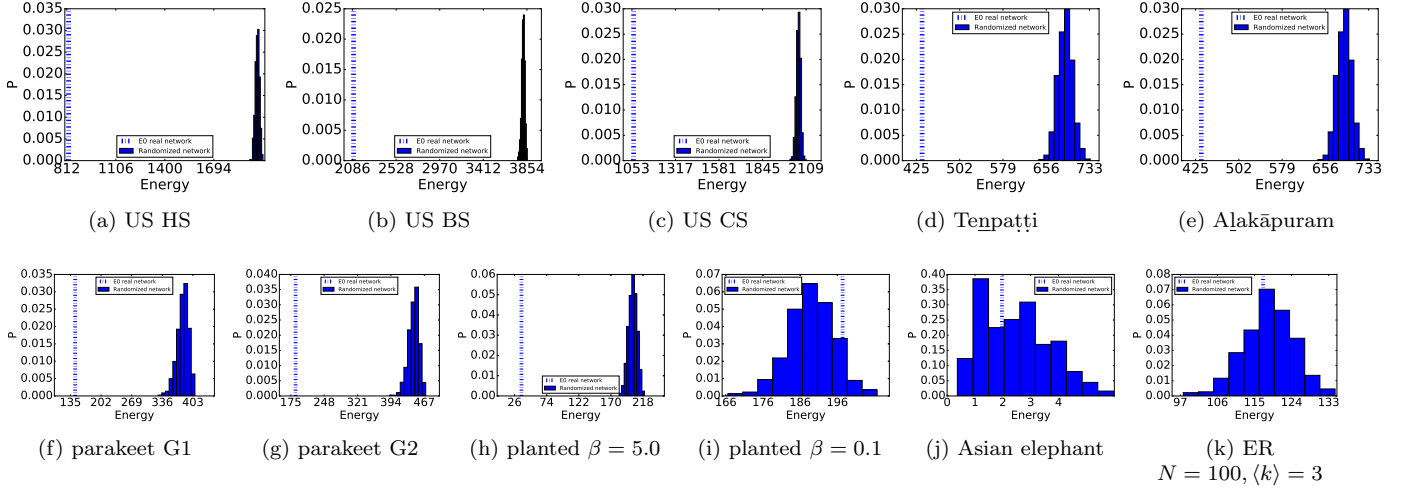 0.035
0.030
0.025
0.020
0.015
0.010
0.005
0.000
P
E0 real network
Randomized network
812 1106 1400 1694
Energy
(a) US HS
0.025
0.020
0.015
0.010
0.005
0.000
P
E0 real network
Randomized network
2086 2528 2970 3412 3854
Energy
(b) US BS
0.030
0.025
0.020
0.015
0.010
0.005
0.000
P
E0 real network
Randomized network
1053 1317 1581 1845 2109
Energy
(c) US CS
0.030
0.025
0.020
0.015
0.010
0.005
0.000
P
E0 real network
Randomized network
425 502 579 656 733
Energy
(d) Teṉpaṭṭi
0.030
0.025
0.020
0.015
0.010
0.005
0.000
P
E0 real network
Randomized network
425 502 579 656 733
Energy
(e) Aḻakāpuram
0.035
0.030
0.025
0.020
0.015
0.010
0.005
0.000
P
E0 real network
Randomized network
135 202 269 336 403
Energy
(f) parakeet G1
0.040
0.035
0.030
0.025
0.020
0.015
0.010
0.005
0.000
P
E0 real network
Randomized network
175 248 321 394 467
Energy
(g) parakeet G2
0.06
0.05
0.04
0.03
0.02
0.01
0.00
P
E0 real network
Randomized network
26 74 122 170 218
Energy
(h) planted β = 5.0
0.07
0.06
0.05
0.04
0.03
0.02
0.01
0.00
P
E0 real network
Randomized network
166 176 186 196
Energy
(i) planted β = 0.1
0.40
0.35
0.30
0.25
0.20
0.15
0.10
0.05
0.00
P
E0 real network
Randomized network
0 1 2 3 4
Energy
(j) Asian elephant
0.08
0.07
0.06
0.05
0.04
0.03
0.02
0.01
0.00
P
E0 real network
Randomized network
97 106 115 124 133
Energy
(k) ER
N = 100, ⟨k⟩ = 3